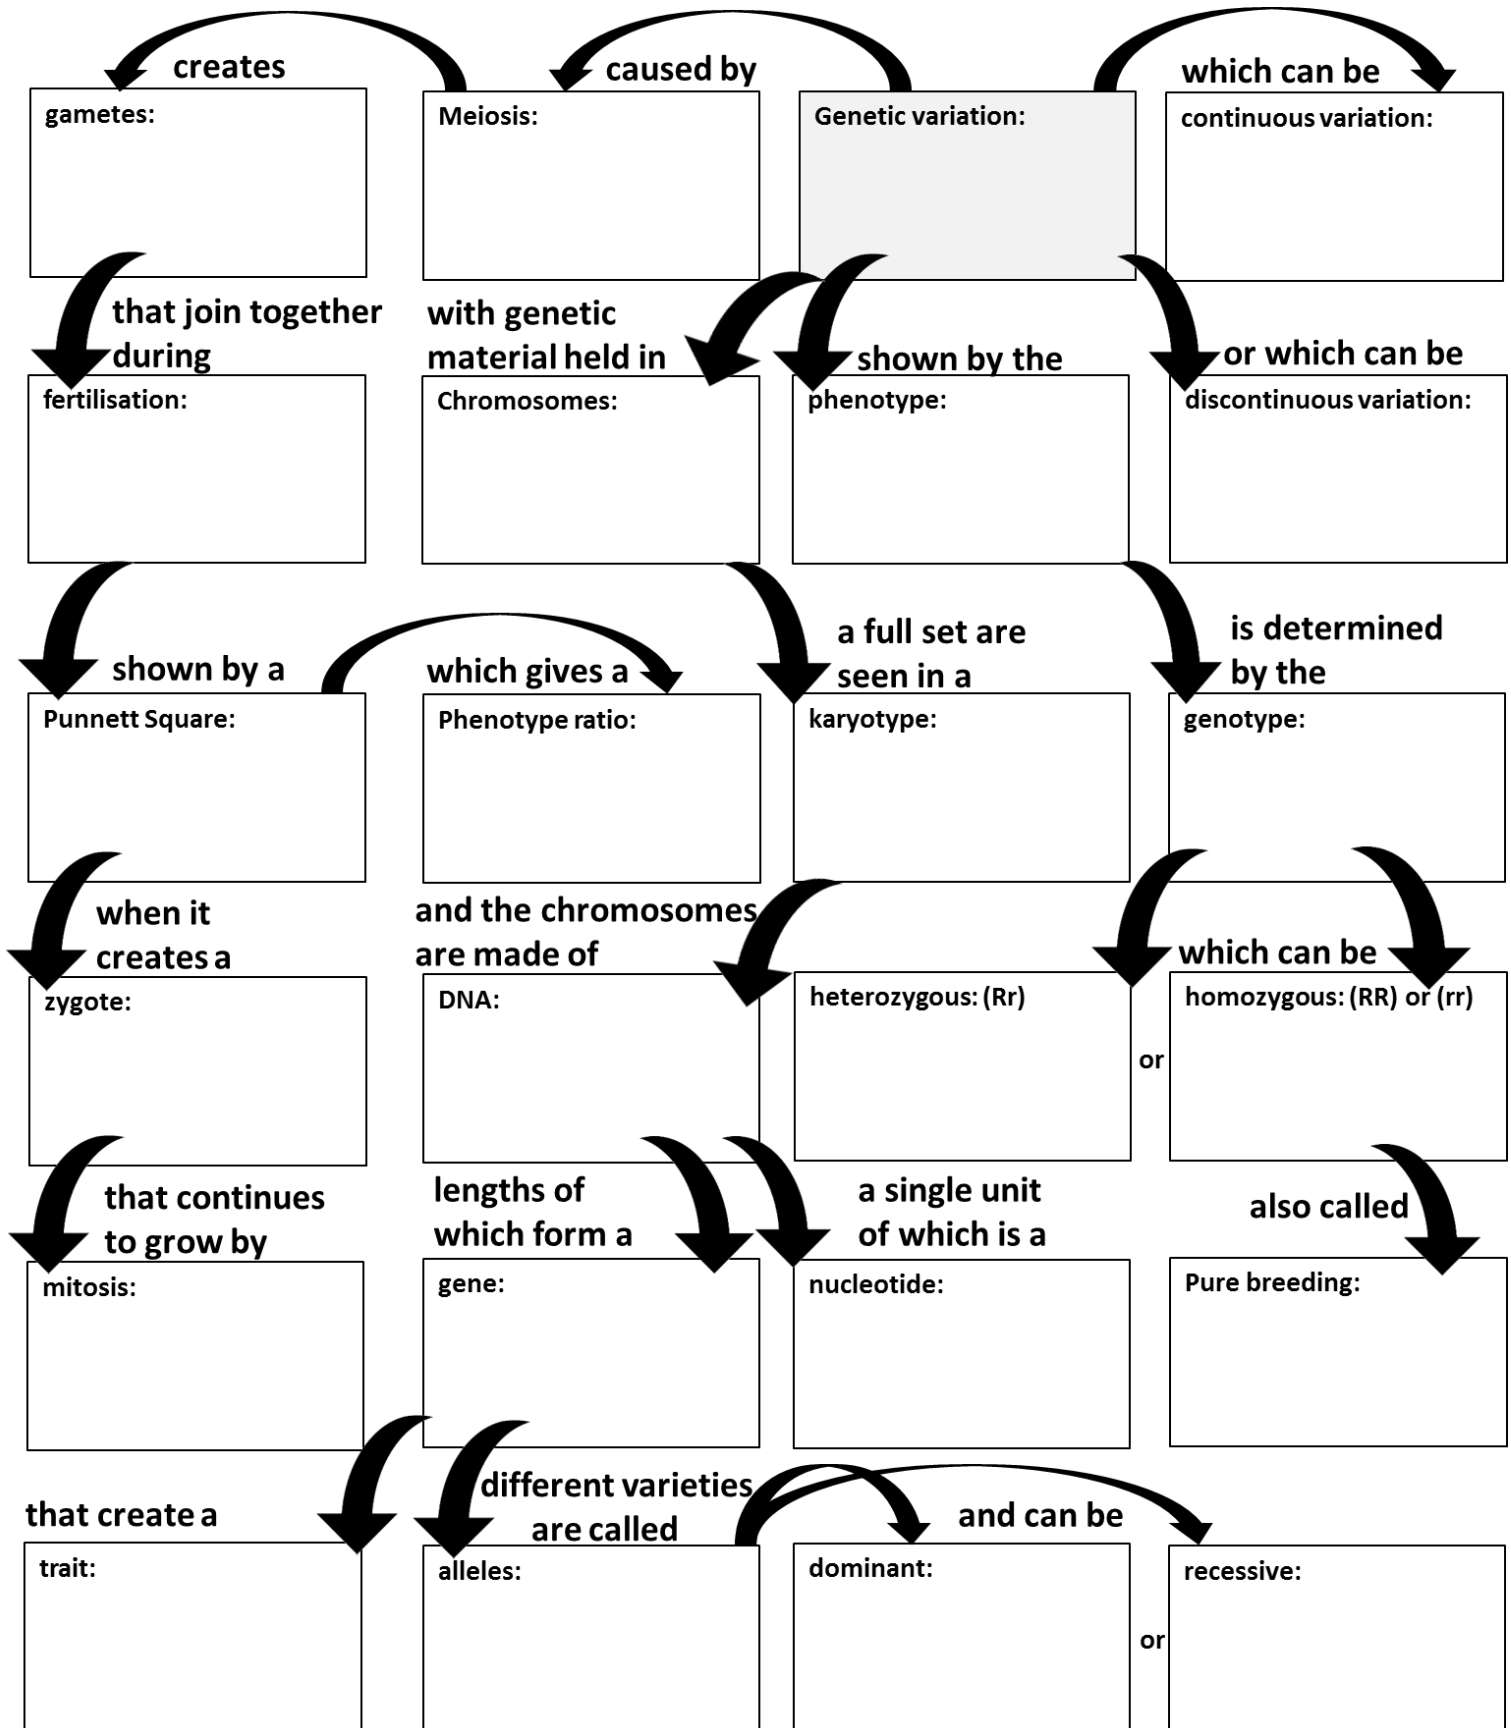 creates
caused by
which can be
gametes:
Meiosis:
Genetic variation:
continuous variation:
that join together
during
with genetic
material held in
shown by the
or which can be
fertilisation:
Chromosomes:
phenotype:
discontinuous variation:
shown by a
which gives a
a full set are
seen in a
is determined
by the
Punnett Square:
Phenotype ratio:
karyotype:
genotype:
when it
creates a
and the chromosomes
are made of
which can be
zygote:
DNA:
heterozygous: (Rr)
or
homozygous: (RR) or (rr)
that continues
to grow by
lengths of
which form a
a single unit
of which is a
also called
mitosis:
gene:
nucleotide:
Pure breeding:
that create a
different varieties
are called
and can be
trait:
alleles:
dominant:
or
recessive: